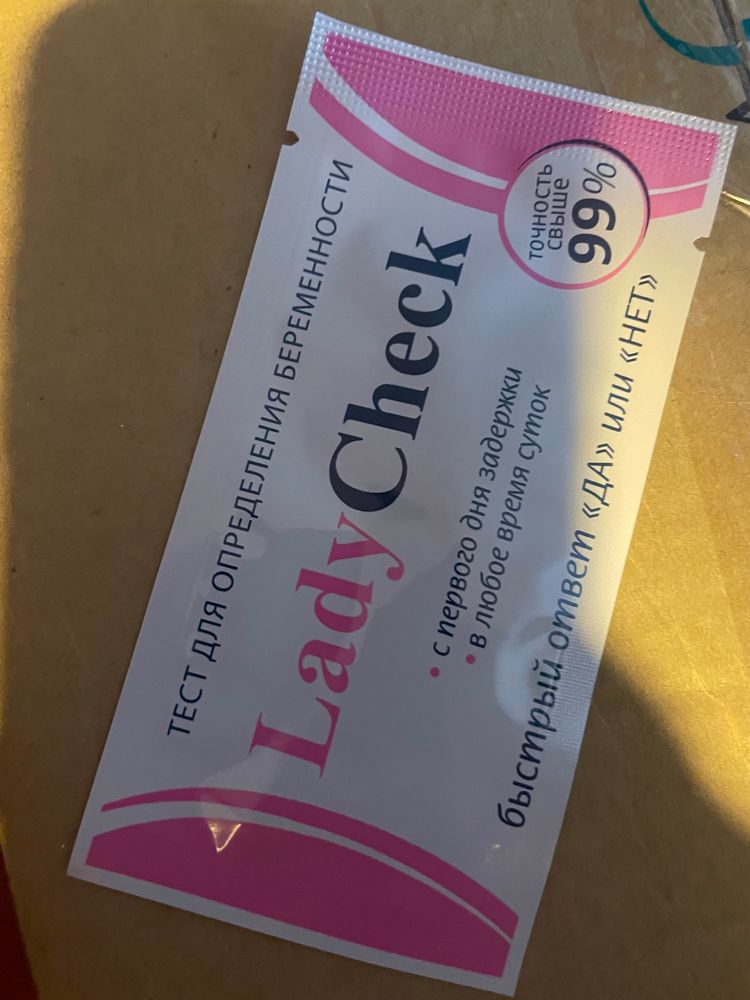 ТЕСТ ДЛЯ ОПРЕДЕЛЕНИЯ БЕРЕМЕННОСТИ
LadyCheck
ТОЧНОСТЬ
СВЫШЕ
99%
• с первого дня задержки
• в любое время суток
быстрый ответ «ДА» или «НЕТ»